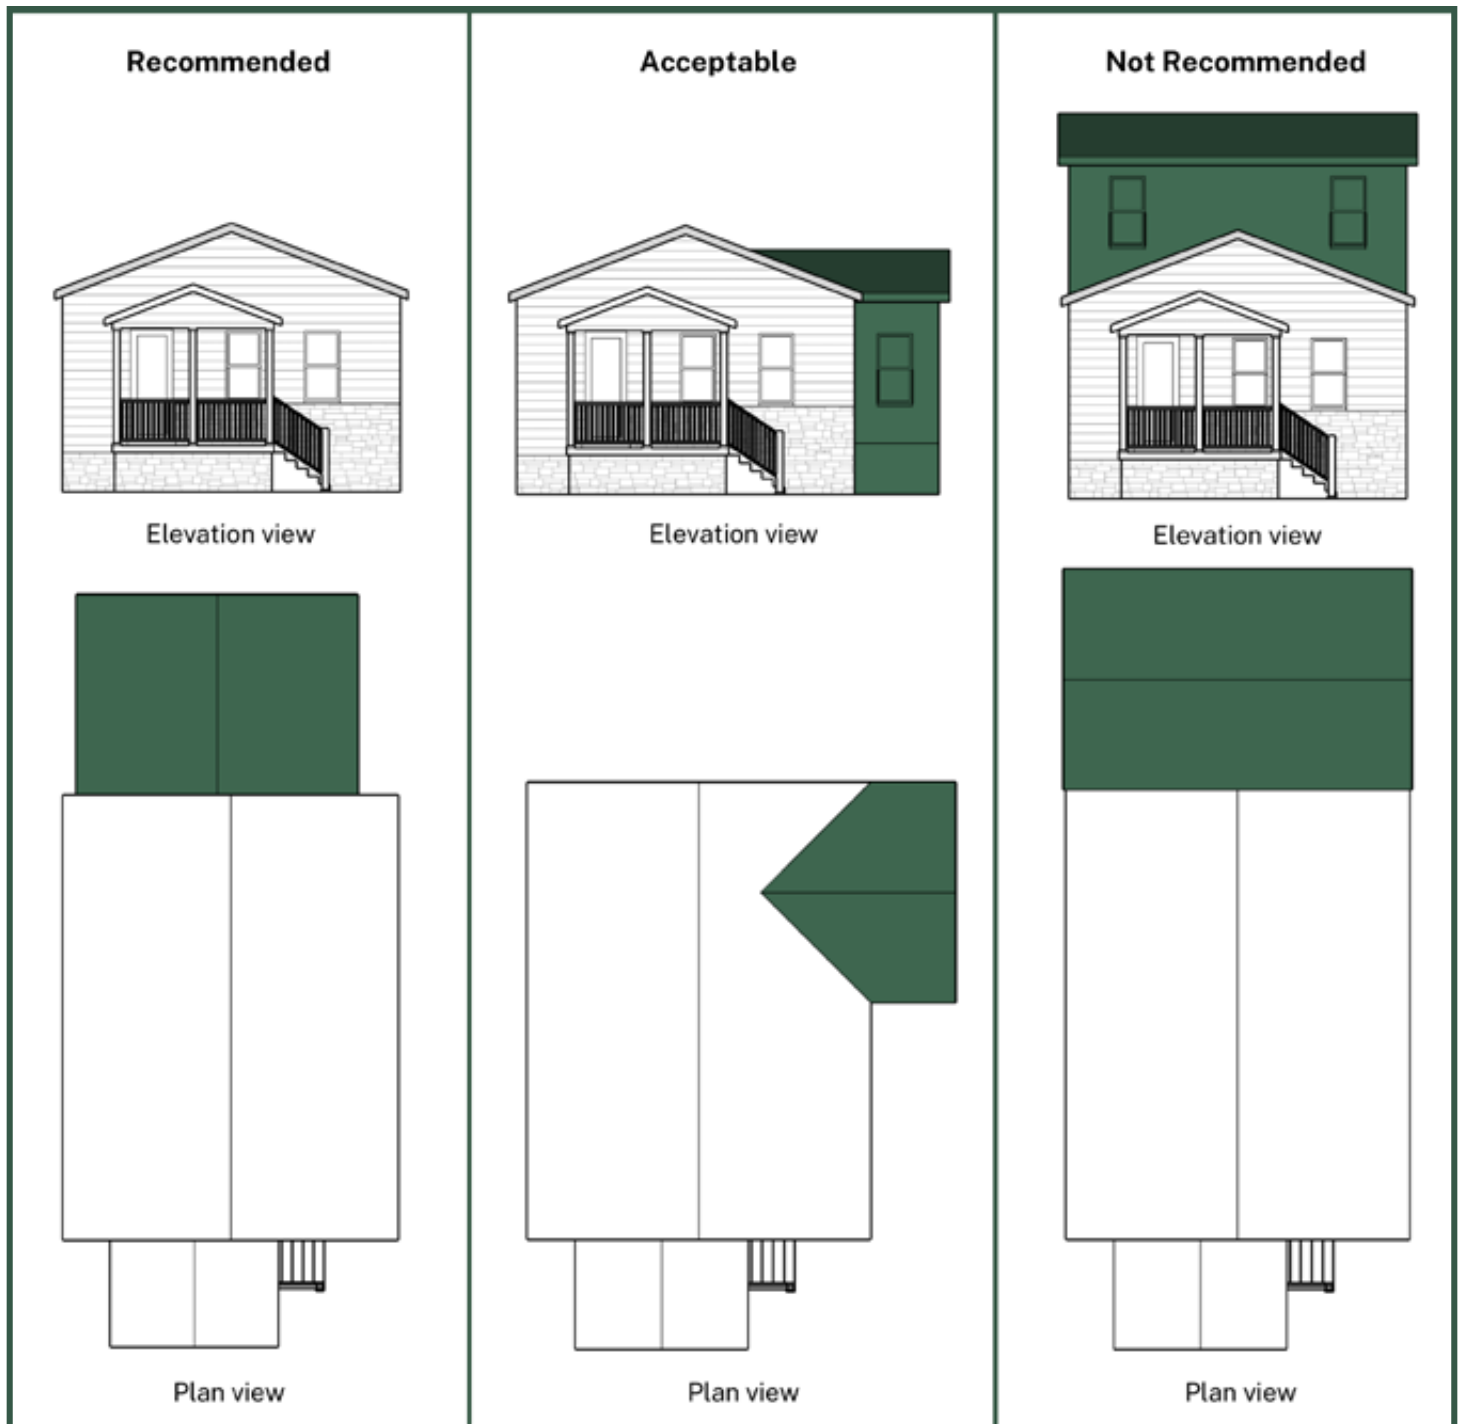 Recommended
Acceptable
Not Recommended
Elevation view
Elevation view
Elevation view
Plan view
Plan view
Plan view